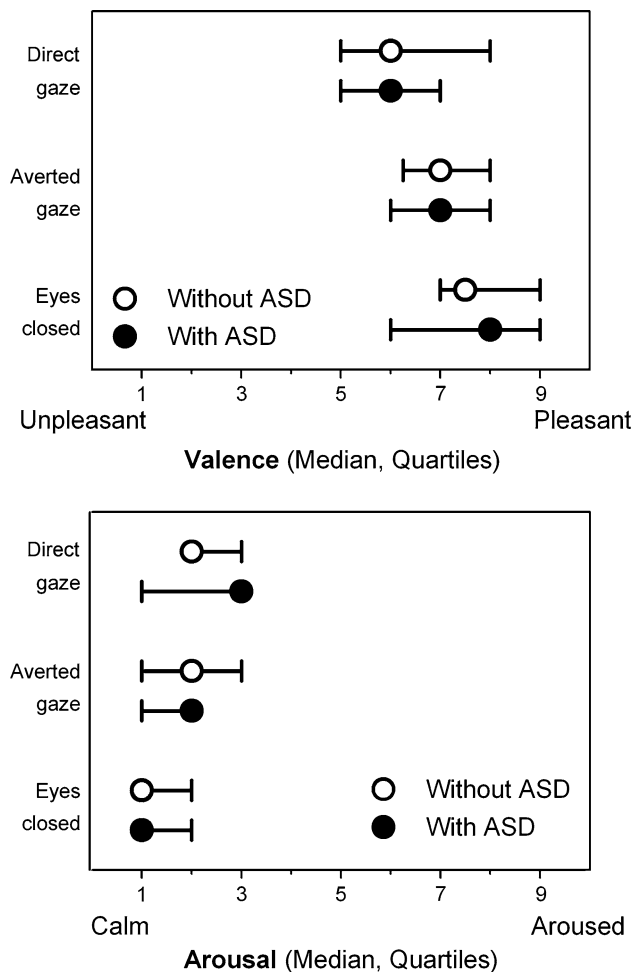 Direct
gaze
Averted
gaze
Eyes
closed
Without ASD
With ASD
1 3 5 7 9
Unpleasant Pleasant
Valence (Median, Quartiles)
Direct
gaze
Averted
gaze
Eyes
closed
Without ASD
With ASD
1 3 5 7 9
Calm Aroused
Arousal (Median, Quartiles)